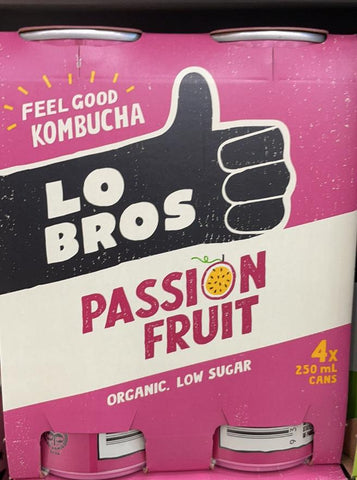 FEEL GOOD
KOMBUCHA
LO
BROS
PASSION
FRUIT
ORGANIC. LOW SUGAR
4x
250 mL
CANS